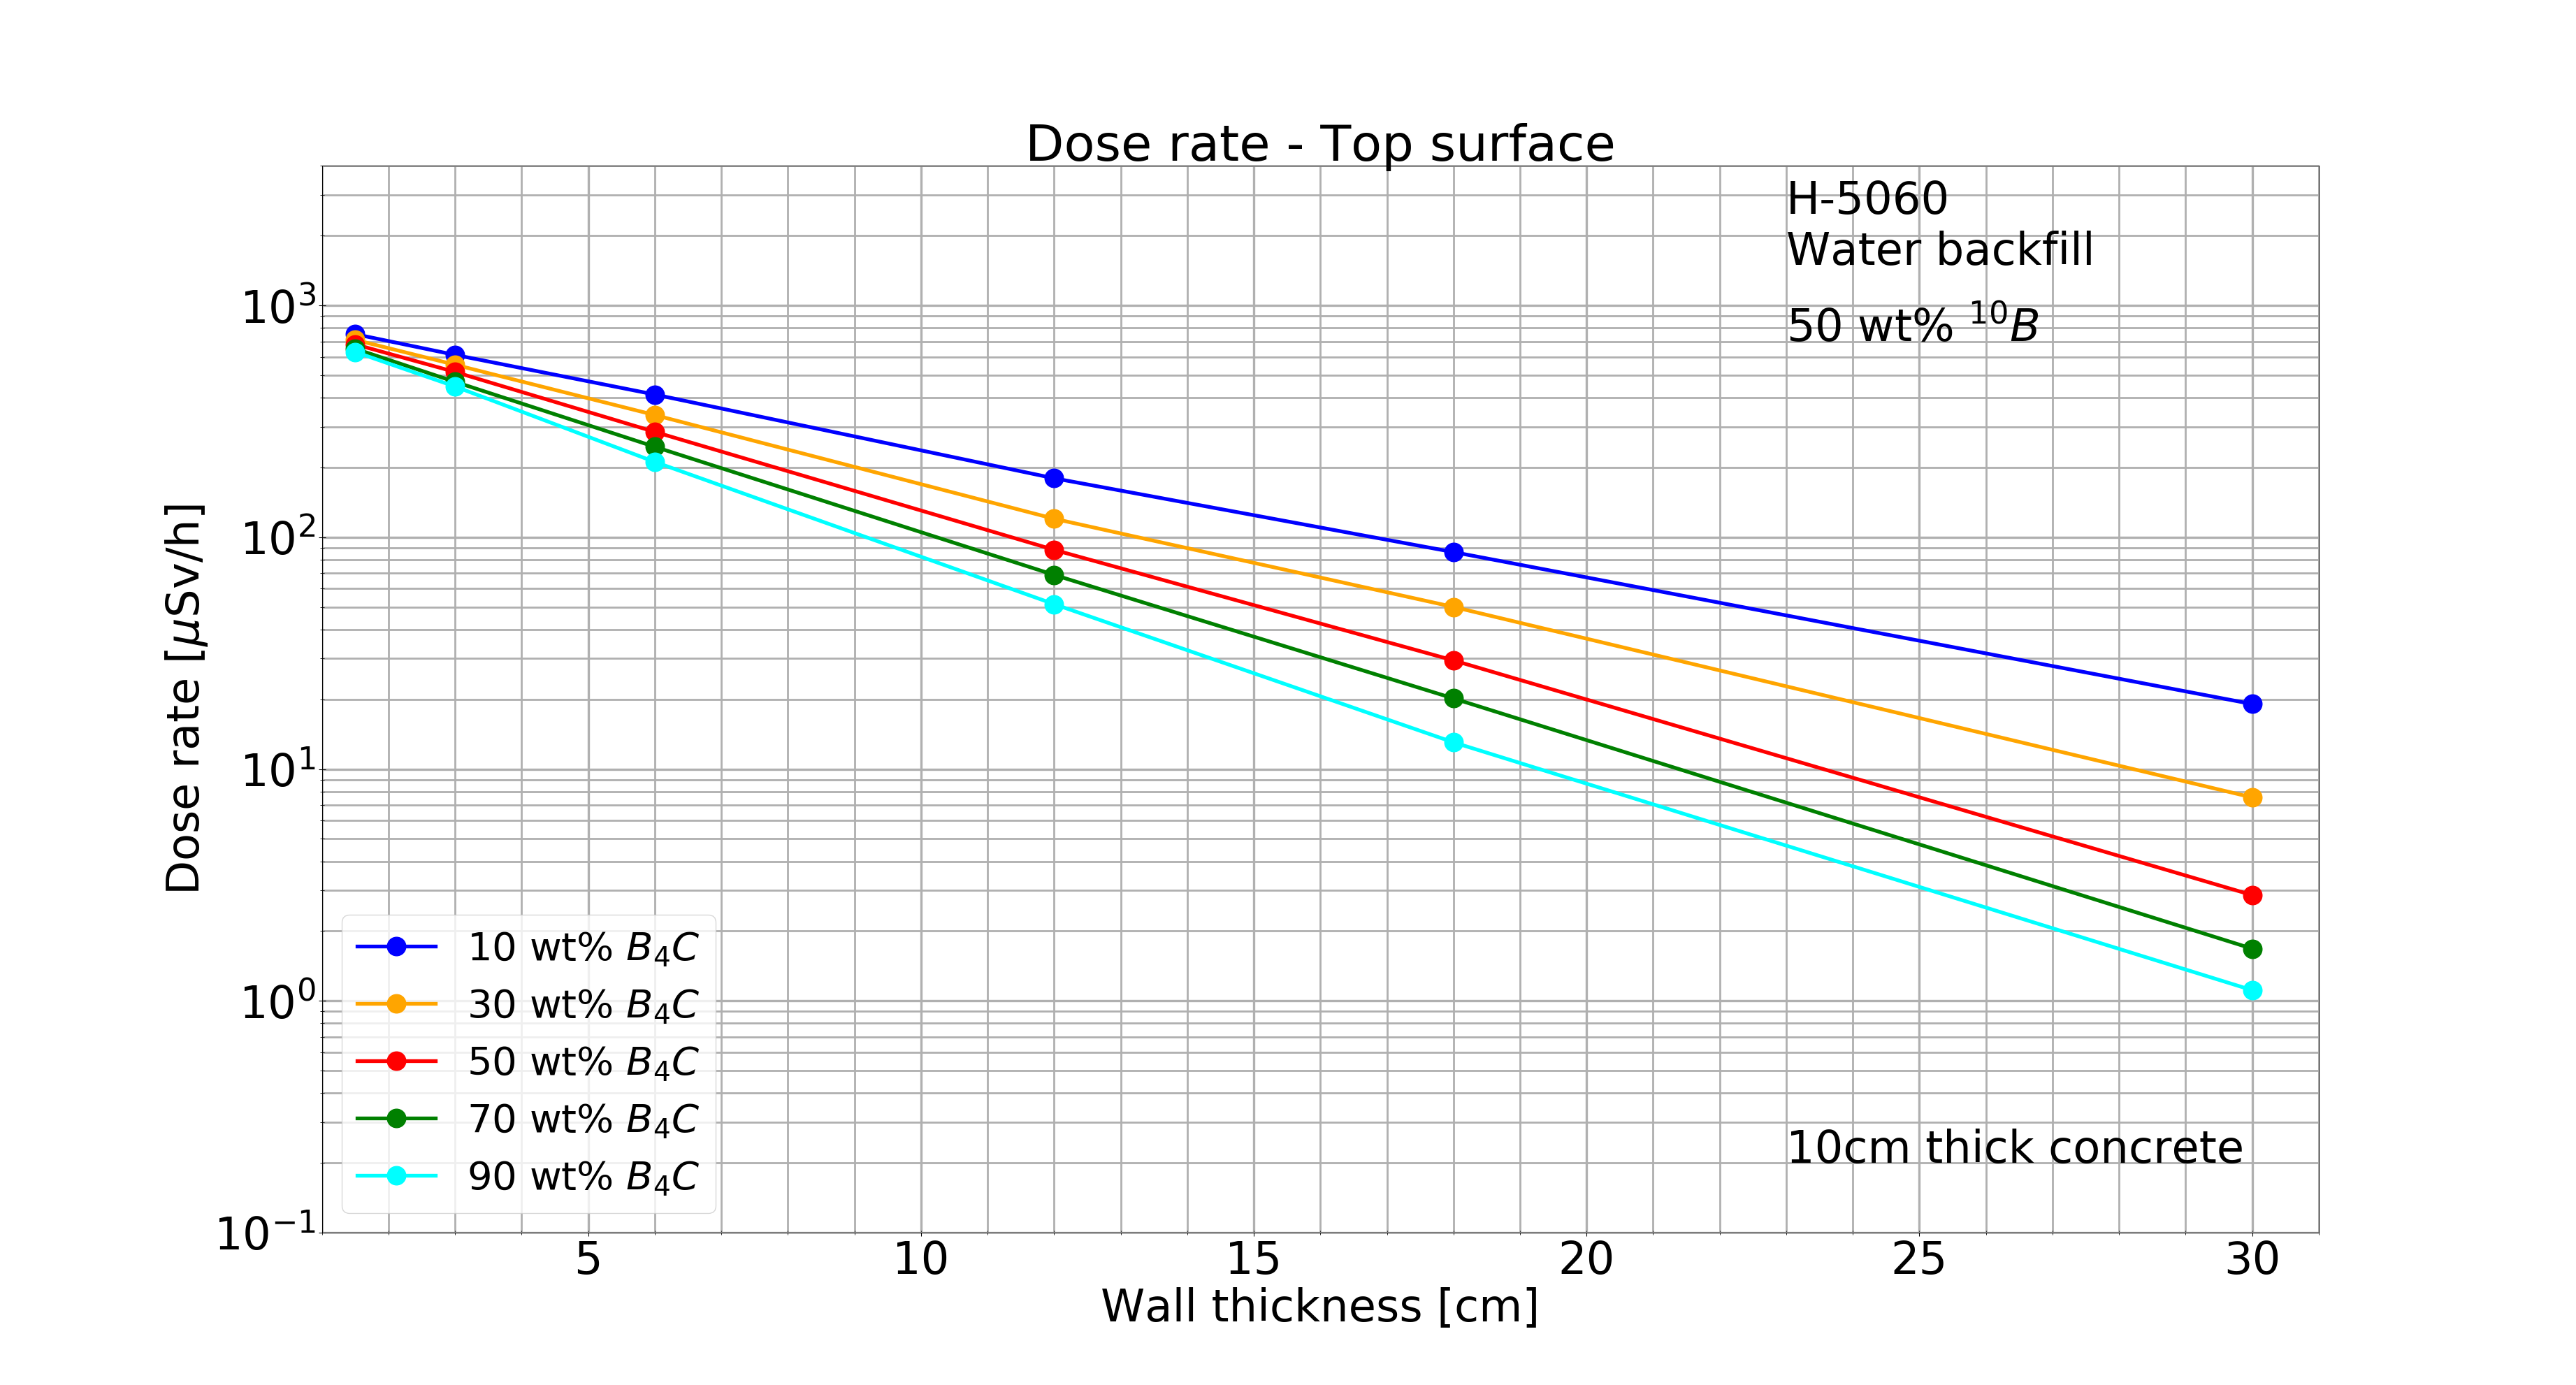 Dose rate - Top surface
H-5060
Water backfill
50 wt% ¹⁰B
10cm thick concrete
Dose rate [μSv/h]
10³
10²
10¹
10⁰
10⁻¹
10 wt% B₄C
30 wt% B₄C
50 wt% B₄C
70 wt% B₄C
90 wt% B₄C
5 10 15 20 25 30
Wall thickness [cm]